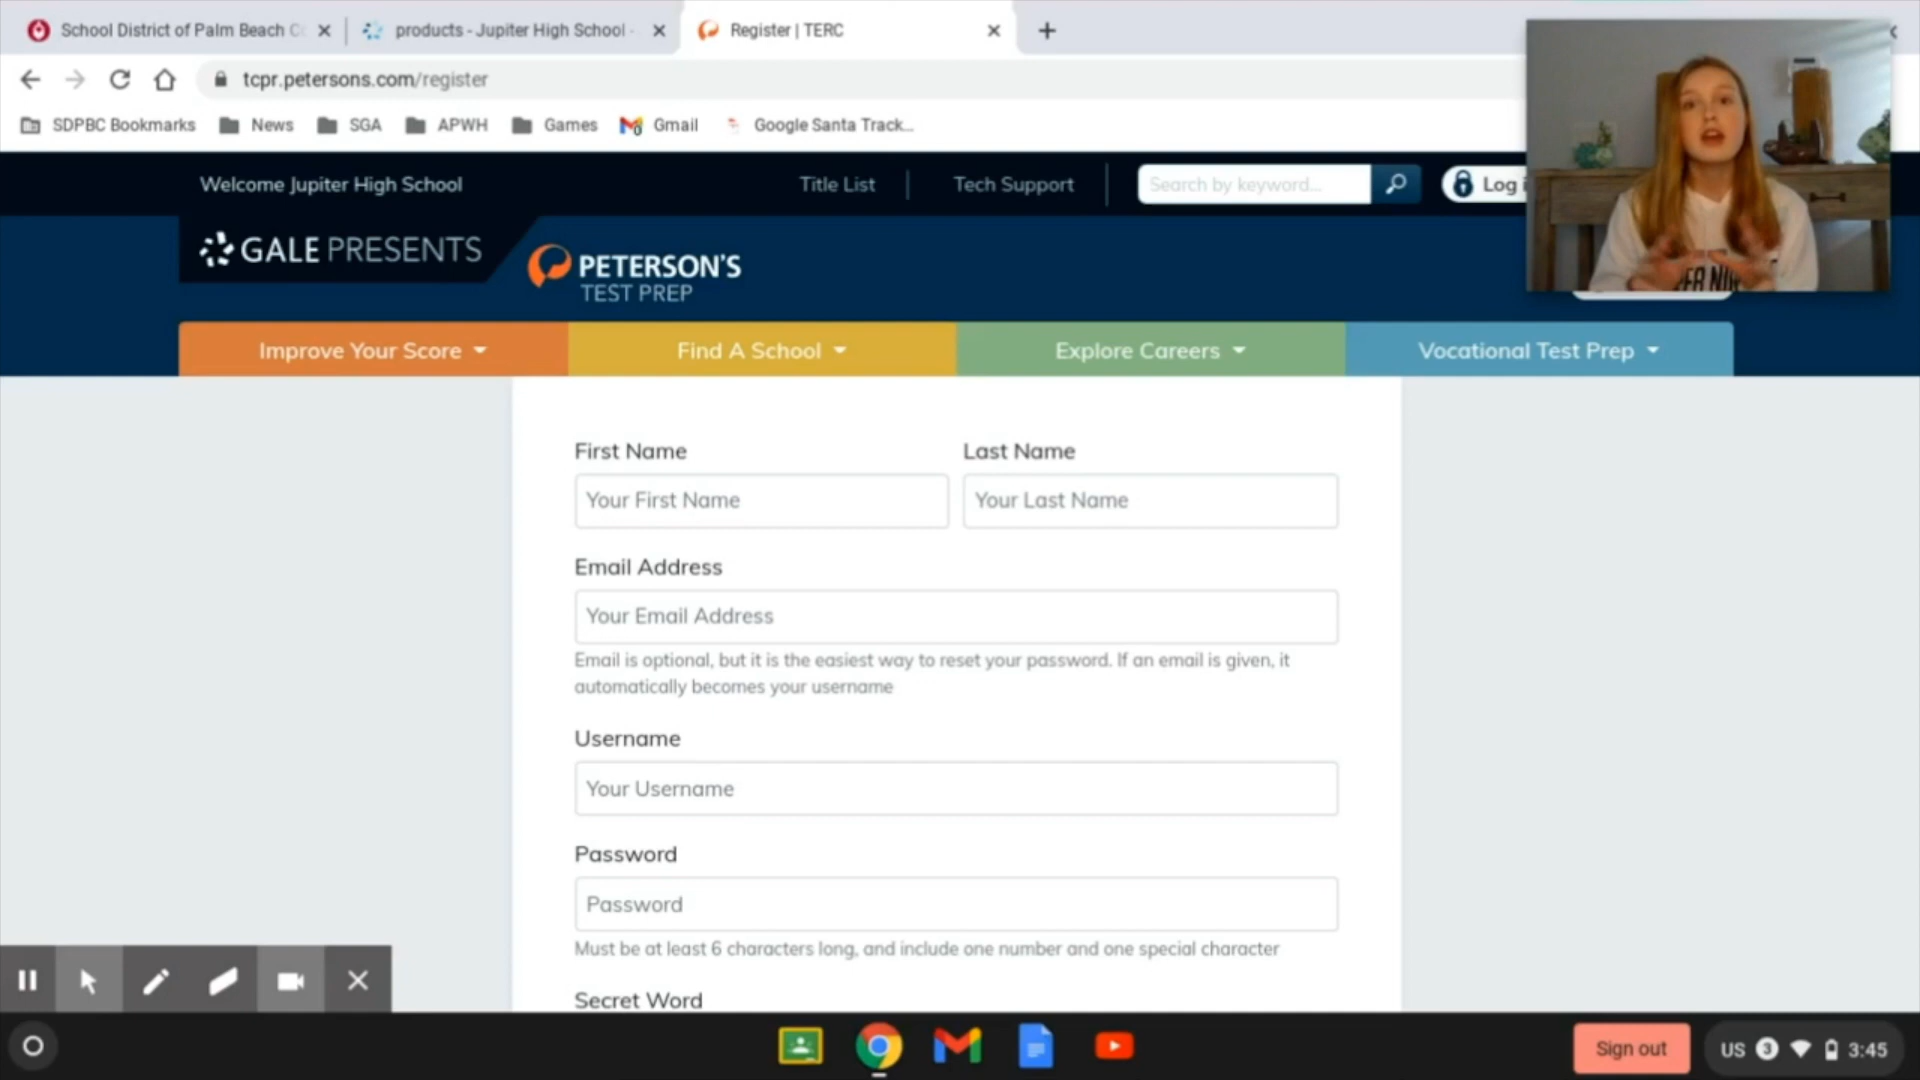 School District of Palm Beach C
products - Jupiter High School -
Register | TERC
tcpr.petersons.com/register
SDPBC Bookmarks
News
SGA
APWH
Games
Gmail
Google Santa Track...
Welcome Jupiter High School
Title List
Tech Support
Search by keyword...
Log i
GALE PRESENTS
PETERSON'S
TEST PREP
Improve Your Score
Find A School
Explore Careers
Vocational Test Prep
First Name
Last Name
Your First Name
Your Last Name
Email Address
Your Email Address
Email is optional, but it is the easiest way to reset your password. If an email is given, it
automatically becomes your username
Username
Your Username
Password
Password
Must be at least 6 characters long, and include one number and one special character
Secret Word
Sign out
US
3
3:45